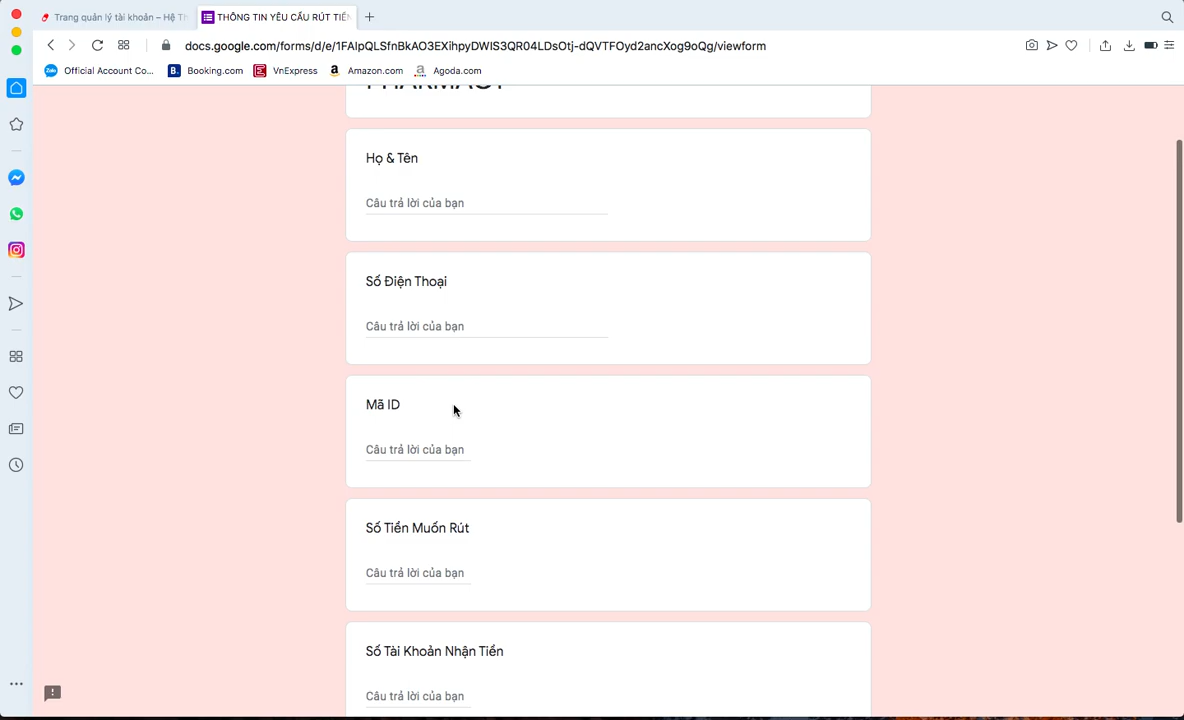 Trang quản lý tài khoản – Hệ Th
THÔNG TIN YÊU CẦU RÚT TIỀN
docs.google.com/forms/d/e/1FAIpQLSfnBkAO3EXihpyDWlS3QR04LDsOtj-dQVTFOyd2ancXog9oQg/viewform
Official Account Co...
Booking.com
VnExpress
Amazon.com
Agoda.com
PHARMACY
Họ & Tên
Câu trả lời của bạn
Số Điện Thoại
Câu trả lời của bạn
Mã ID
Câu trả lời của bạn
Số Tiền Muốn Rút
Câu trả lời của bạn
Số Tài Khoản Nhận Tiền
Câu trả lời của bạn